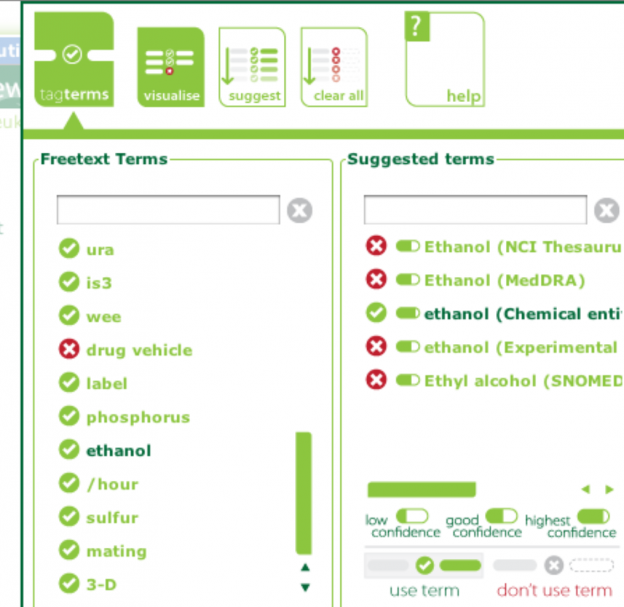 tagterms
visualise
suggest
clear all
?
help
Freetext Terms
ura
is3
wee
drug vehicle
label
phosphorus
ethanol
/hour
sulfur
mating
3-D
Suggested terms
Ethanol (NCI Thesauru
Ethanol (MedDRA)
ethanol (Chemical enti
ethanol (Experimental
Ethyl alcohol (SNOMED
low confidence
good confidence
highest confidence
use term
don't use term